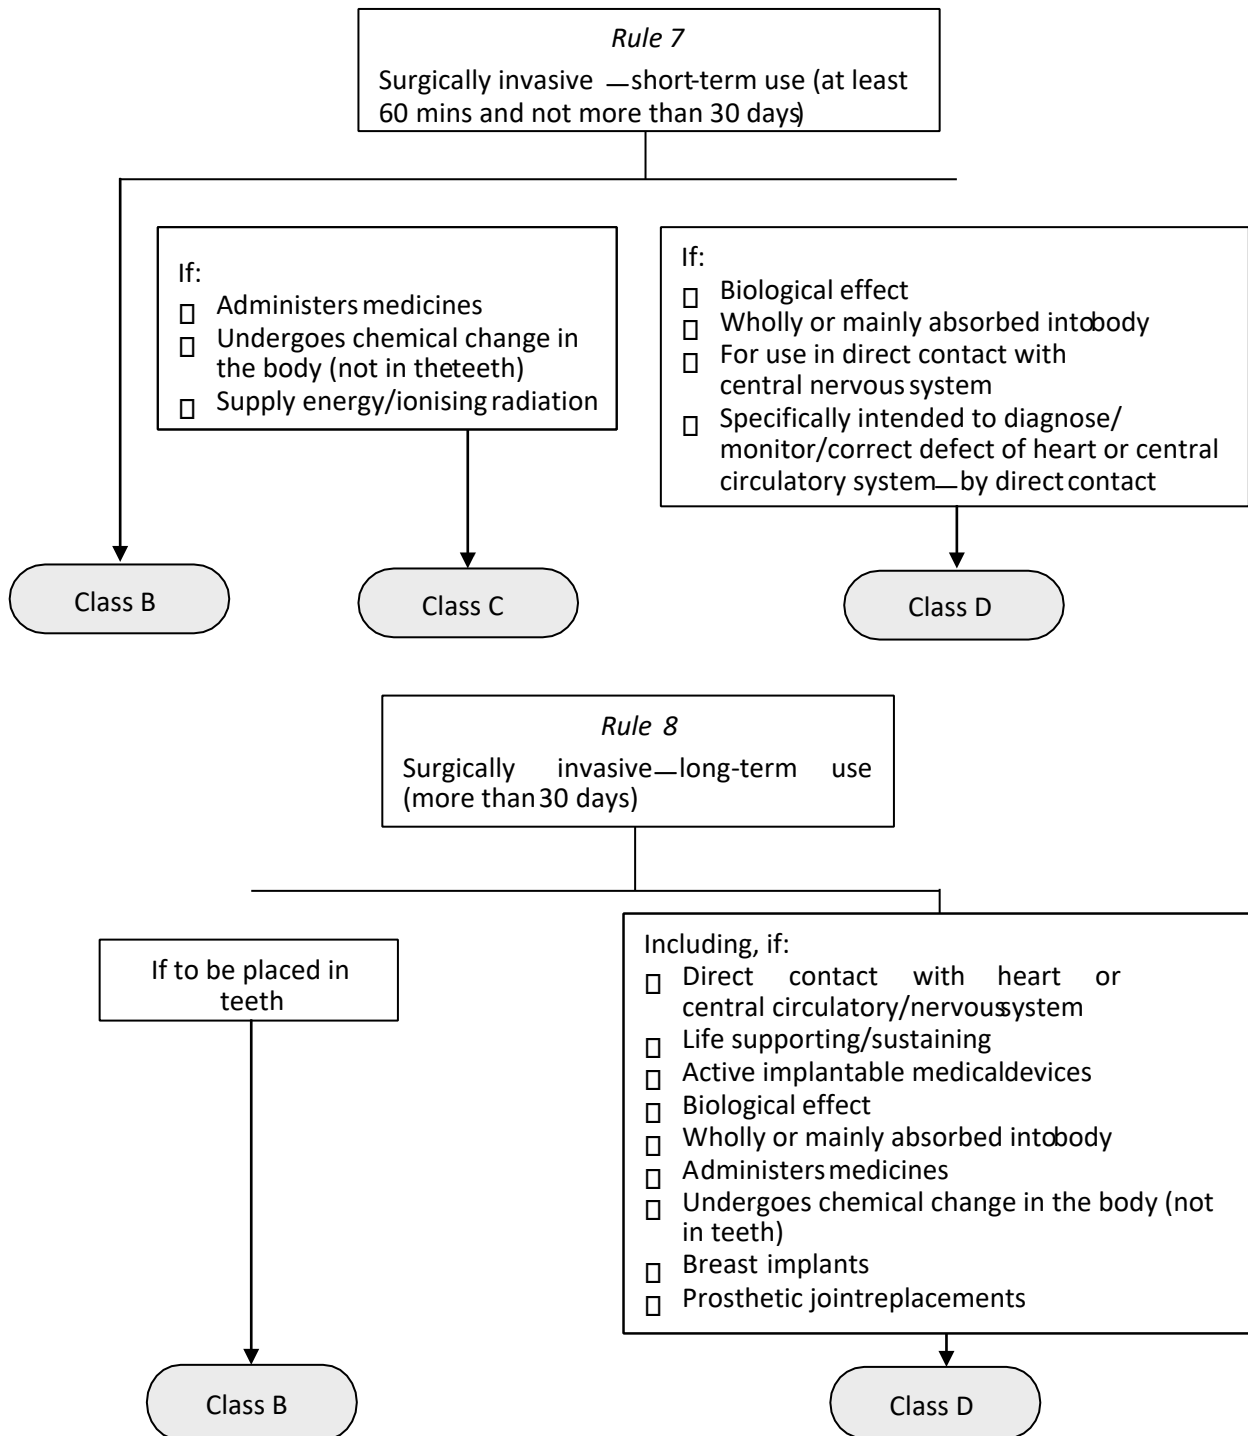 Rule 7
Surgically invasive —short-term use (at least
60 mins and not more than 30 days)
If:
Administers medicines
Undergoes chemical change in
the body (not in the teeth)
Supply energy/ionising radiation
If:
Biological effect
Wholly or mainly absorbed into body
For use in direct contact with
central nervous system
Specifically intended to diagnose/
monitor/correct defect of heart or central
circulatory system—by direct contact
Class B
Class C
Class D
Rule 8
Surgically invasive—long-term use
(more than 30 days)
If to be placed in
teeth
Including, if:
Direct contact with heart or
central circulatory/nervous system
Life supporting/sustaining
Active implantable medical devices
Biological effect
Wholly or mainly absorbed into body
Administers medicines
Undergoes chemical change in the body (not
in teeth)
Breast implants
Prosthetic joint replacements
Class B
Class D